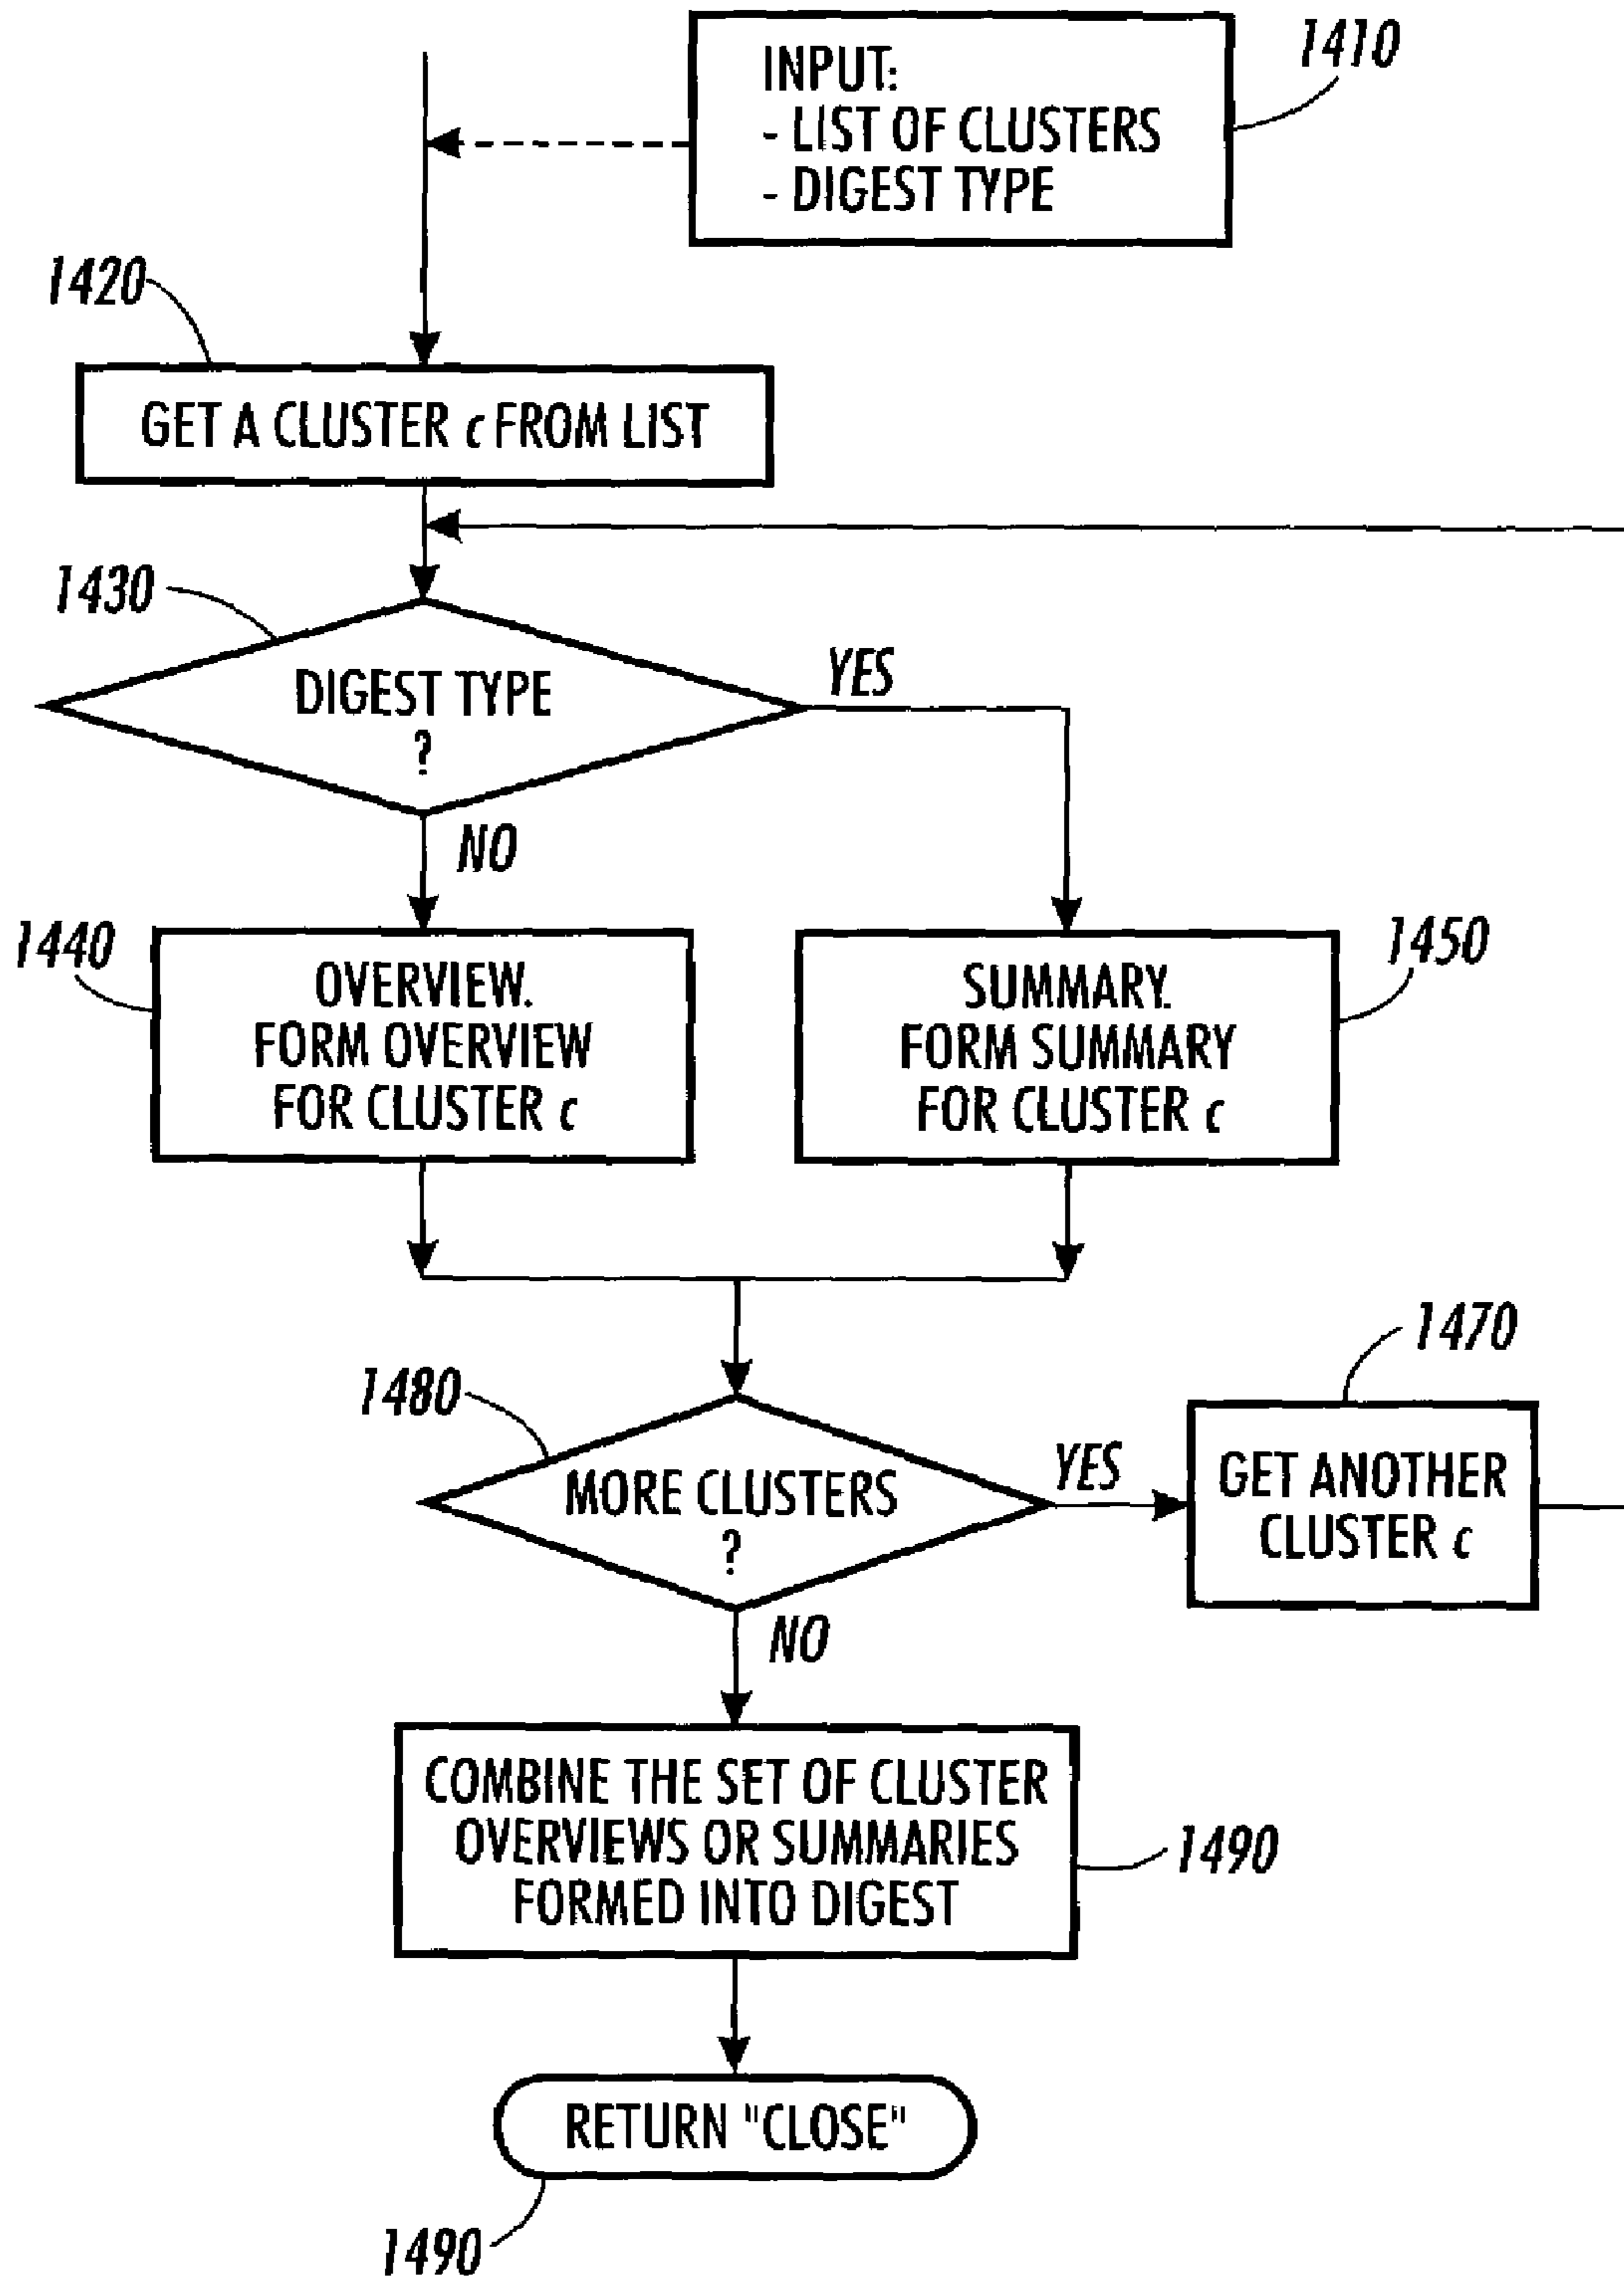 1410
INPUT:
- LIST OF CLUSTERS
- DIGEST TYPE
1420
GET A CLUSTER c FROM LIST
1430
DIGEST TYPE
?
YES
NO
1440
OVERVIEW.
FORM OVERVIEW
FOR CLUSTER c
1450
SUMMARY.
FORM SUMMARY
FOR CLUSTER c
1480
MORE CLUSTERS
?
YES
1470
GET ANOTHER
CLUSTER c
NO
COMBINE THE SET OF CLUSTER
OVERVIEWS OR SUMMARIES
FORMED INTO DIGEST
1490
RETURN "CLOSE"
1490